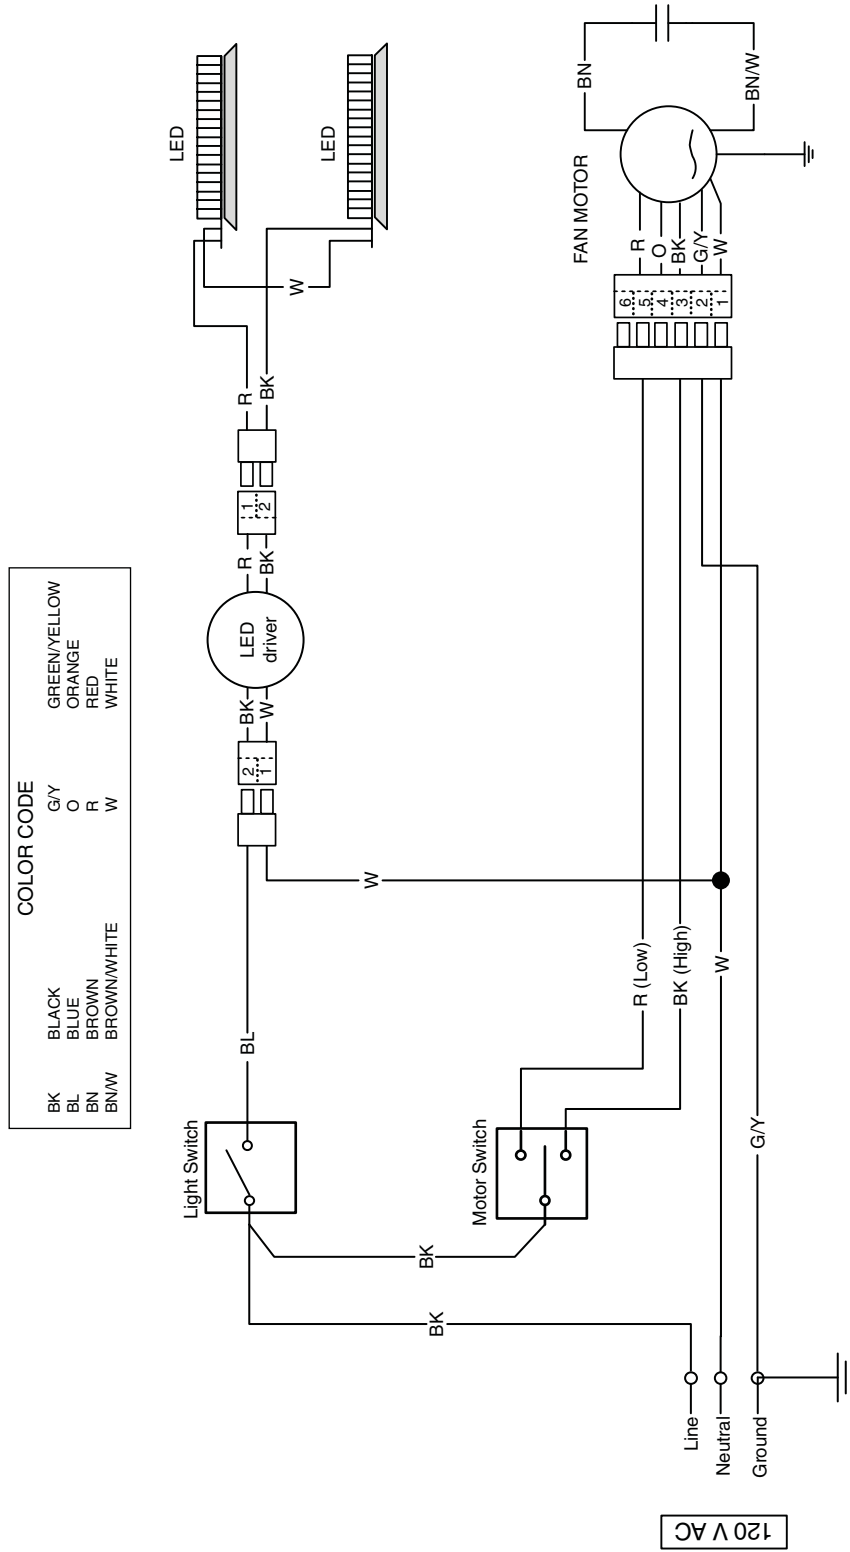 COLOR CODE
BK BLACK G/Y GREEN/YELLOW
BL BLUE O ORANGE
BN BROWN R RED
BN/W BROWN/WHITE W WHITE
LED
LED
Light Switch
BL
2
1
BK
W
LED
driver
R
BK
1
2
R
BK
W
W
BK
BK
Motor Switch
R (Low)
BK (High)
W
G/Y
FAN MOTOR
6
5
4
3
2
1
R
O
BK
G/Y
W
BN
BN/W
Line
Neutral
Ground
120 V AC